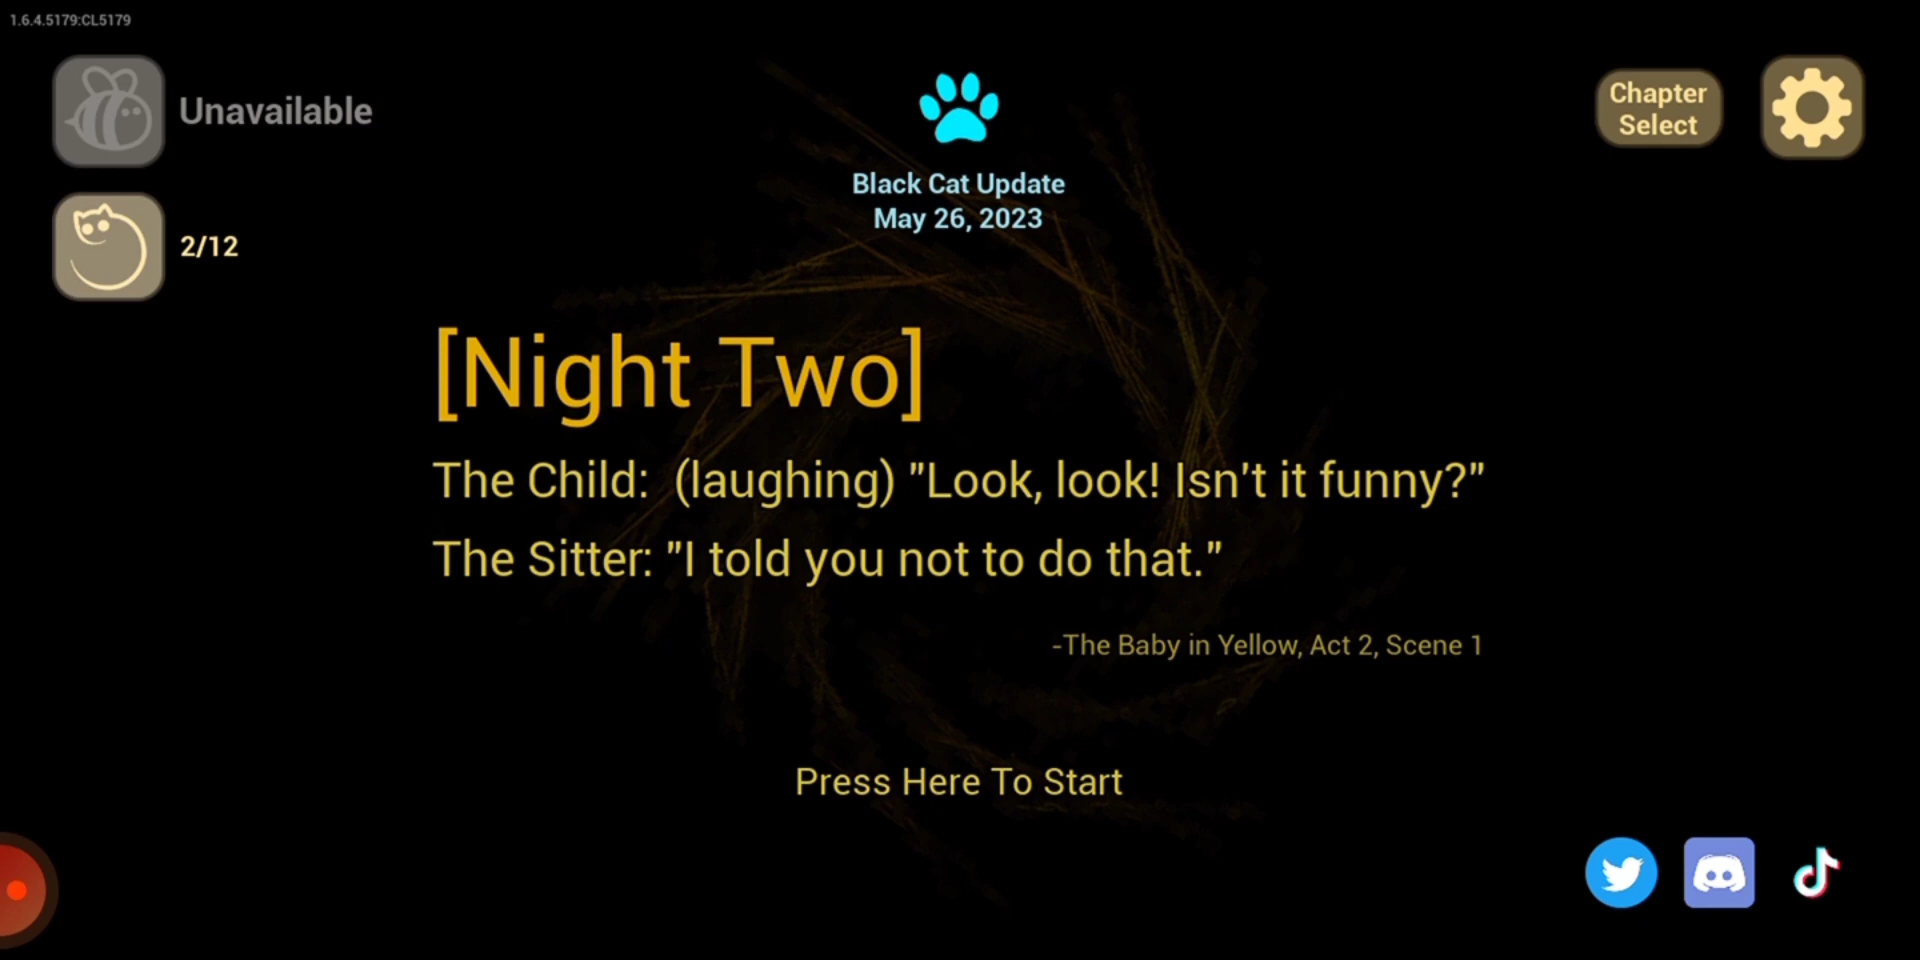 1.6.4.5179:CL5179
Unavailable
Black Cat Update
May 26, 2023
Chapter
Select
2/12
[Night Two]
The Child:  (laughing) "Look, look! Isn't it funny?"
The Sitter: "I told you not to do that."
-The Baby in Yellow, Act 2, Scene 1
Press Here To Start